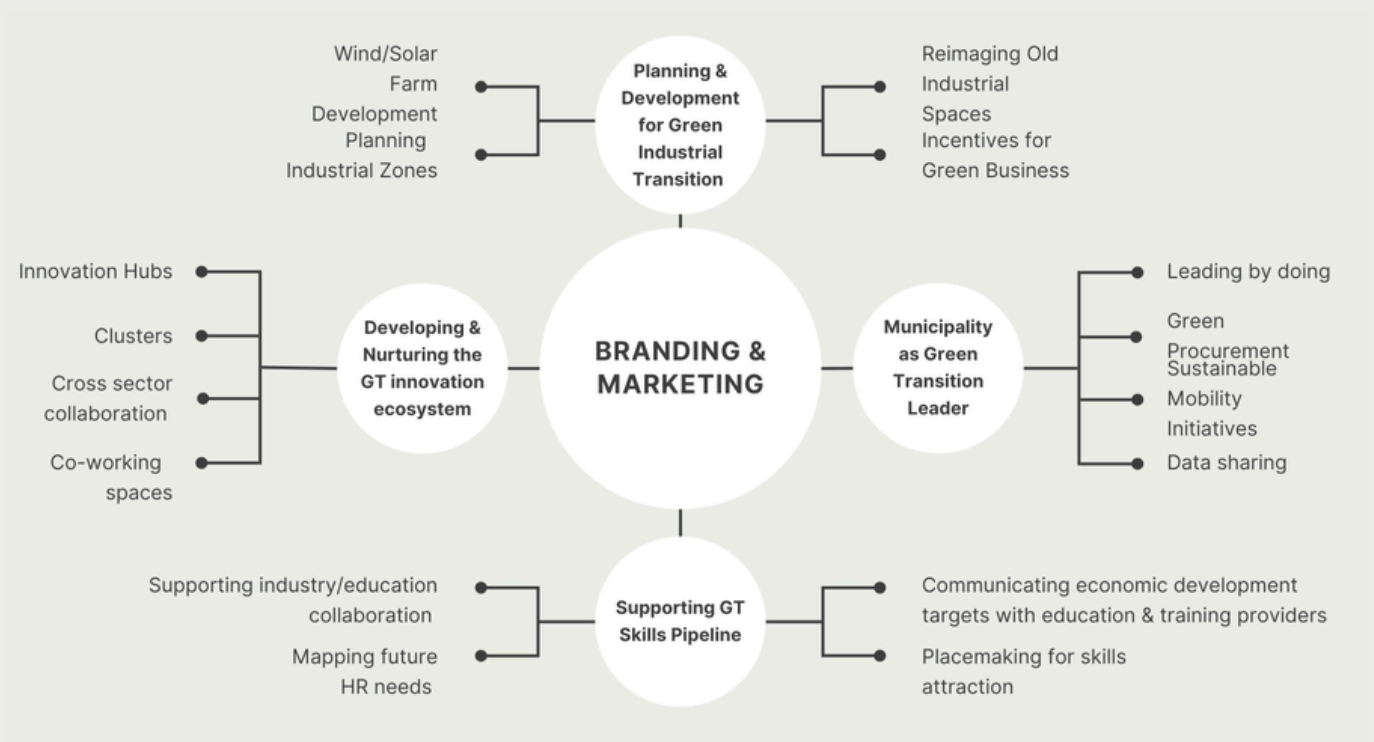 Wind/Solar
Farm
Development
Planning
Industrial Zones
Planning &
Development
for Green
Industrial
Transition
Reimaging Old
Industrial
Spaces
Incentives for
Green Business
Innovation Hubs
Clusters
Cross sector
collaboration
Co-working
spaces
Developing &
Nurturing the
GT innovation
ecosystem
BRANDING &
MARKETING
Municipality
as Green
Transition
Leader
Leading by doing
Green
Procurement
Sustainable
Mobility
Initiatives
Data sharing
Supporting industry/education
collaboration
Mapping future
HR needs
Supporting GT
Skills Pipeline
Communicating economic development
targets with education & training providers
Placemaking for skills
attraction